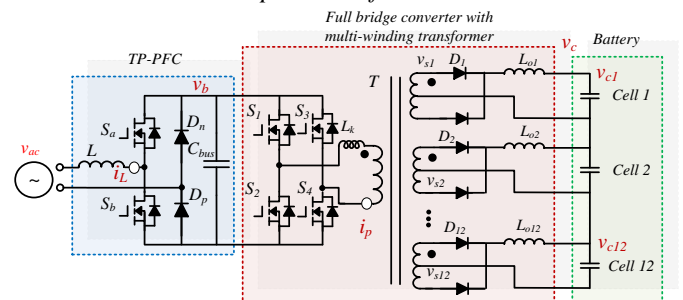 Full bridge converter with
multi-winding transformer
TP-PFC
Battery
v_c
v_b
v_ac
~
L
i_L
S_a
S_b
D_n
D_p
C_bus
S_1
S_2
S_3
S_4
L_k
i_p
T
v_s1
D_1
L_o1
v_c1
Cell 1
D_2
L_o2
v_s2
Cell 2
D_12
L_o12
v_s12
v_c12
Cell 12